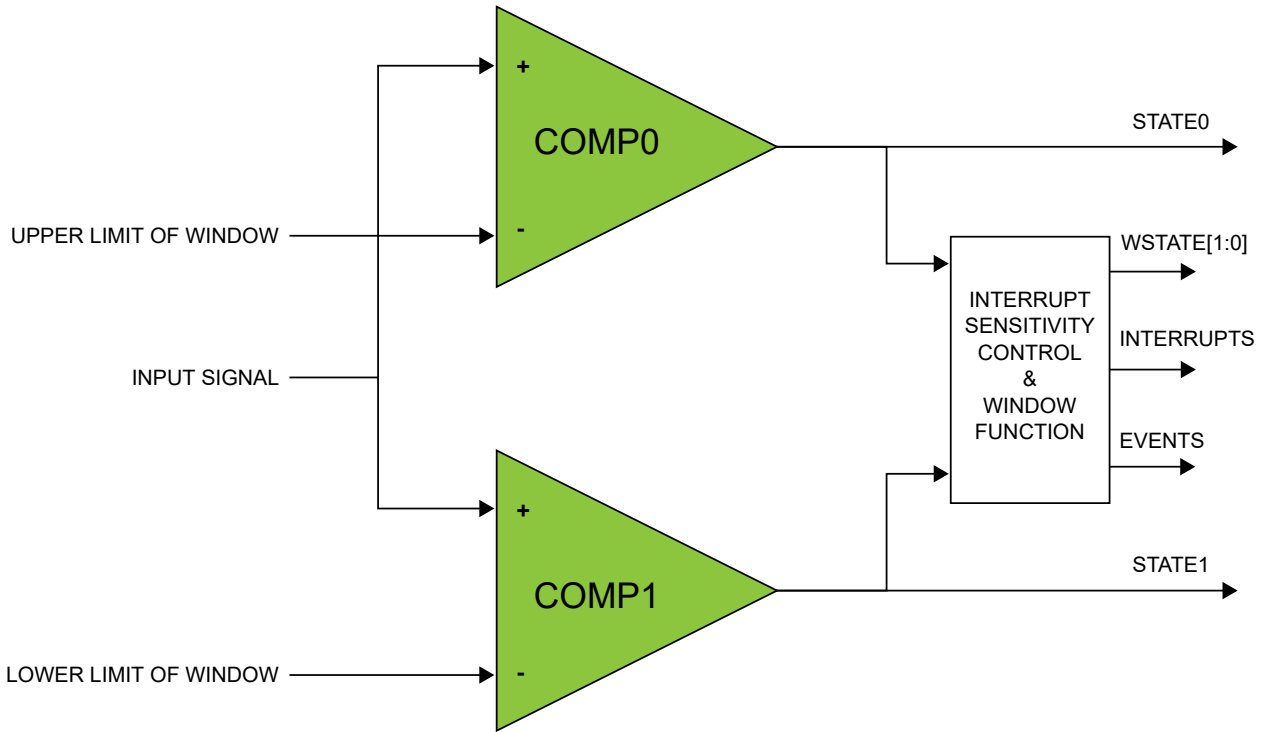 +
COMP0
-
STATE0
UPPER LIMIT OF WINDOW
WSTATE[1:0]
INTERRUPT
SENSITIVITY
CONTROL
&
WINDOW
FUNCTION
INTERRUPTS
INPUT SIGNAL
EVENTS
+
COMP1
-
STATE1
LOWER LIMIT OF WINDOW